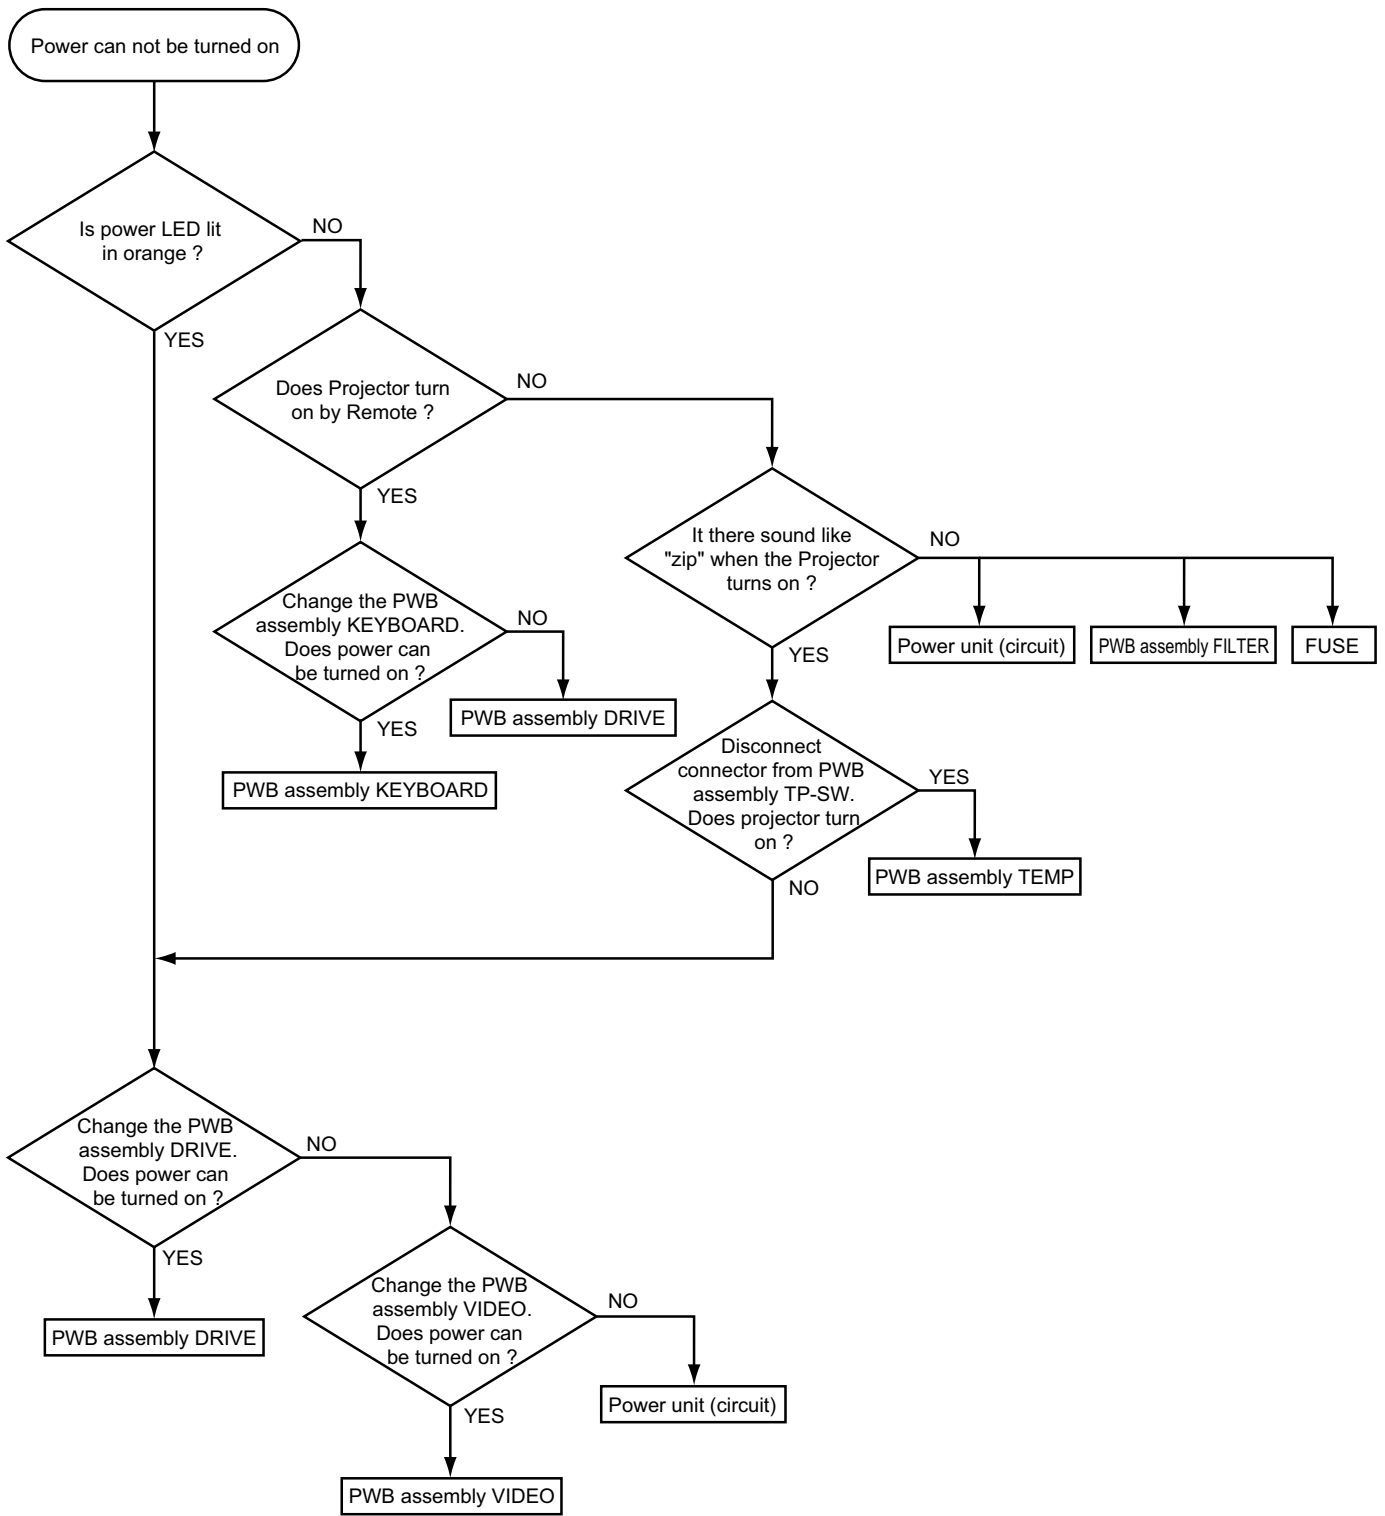 Power can not be turned on
Is power LED lit
in orange ?
NO
YES
Does Projector turn
on by Remote ?
NO
YES
It there sound like
"zip" when the Projector
turns on ?
NO
YES
Power unit (circuit)
PWB assembly FILTER
FUSE
Change the PWB
assembly KEYBOARD.
Does power can
be turned on ?
NO
YES
PWB assembly DRIVE
PWB assembly KEYBOARD
Disconnect
connector from PWB
assembly TP-SW.
Does projector turn
on ?
YES
NO
PWB assembly TEMP
Change the PWB
assembly DRIVE.
Does power can
be turned on ?
NO
YES
PWB assembly DRIVE
Change the PWB
assembly VIDEO.
Does power can
be turned on ?
NO
YES
Power unit (circuit)
PWB assembly VIDEO